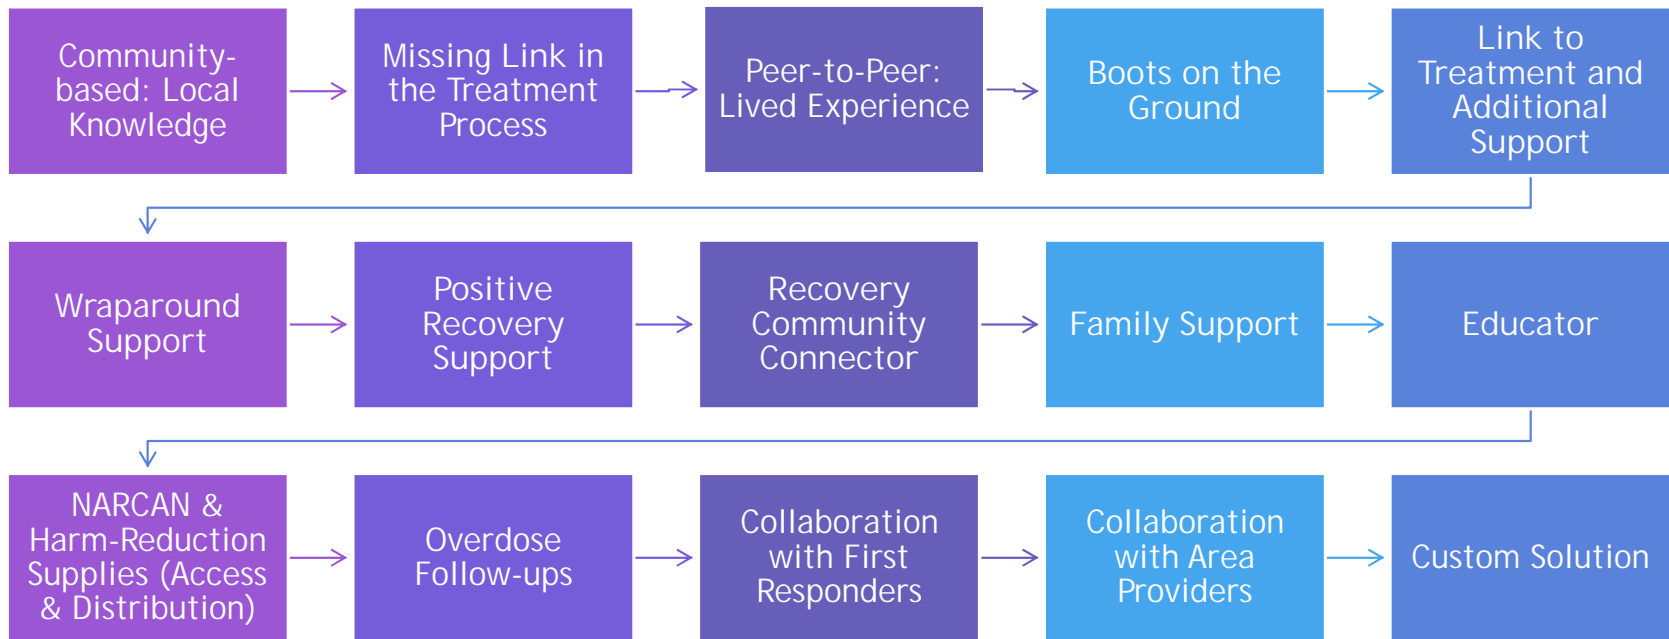 Community-
based: Local
Knowledge
Missing Link in
the Treatment
Process
Peer-to-Peer:
Lived Experience
Boots on the
Ground
Link to
Treatment and
Additional
Support
Wraparound
Support
Positive
Recovery
Support
Recovery
Community
Connector
Family Support
Educator
NARCAN &
Harm-Reduction
Supplies (Access
& Distribution)
Overdose
Follow-ups
Collaboration
with First
Responders
Collaboration
with Area
Providers
Custom Solution